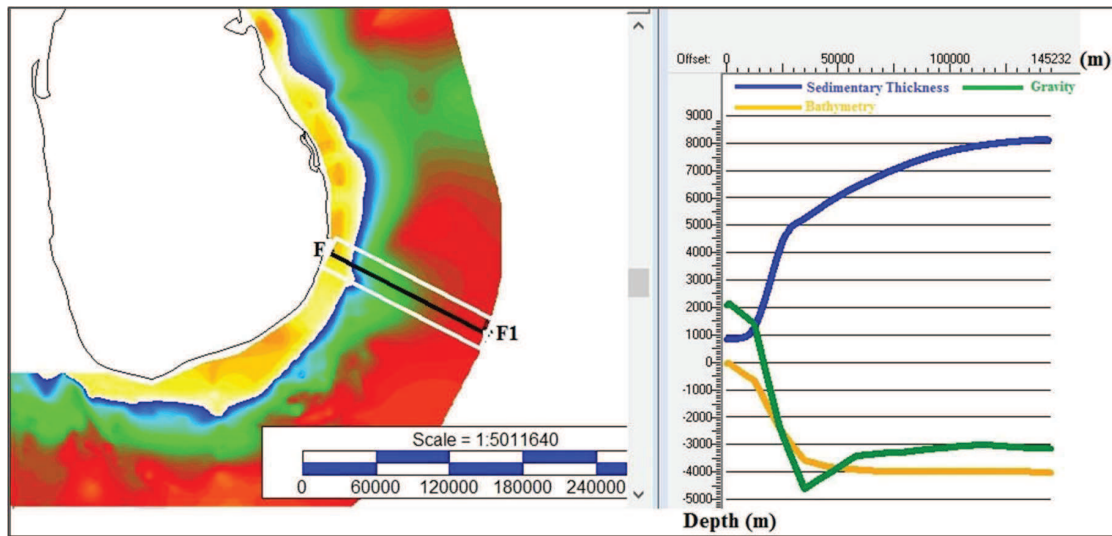 F
F1
Scale = 1:5011640
0 60000 120000 180000 240000
Offset: 0 50000 100000 145232 (m)
Sedimentary Thickness Gravity
Bathymetry
9000
8000
7000
6000
5000
4000
3000
2000
1000
0
-1000
-2000
-3000
-4000
-5000
Depth (m)